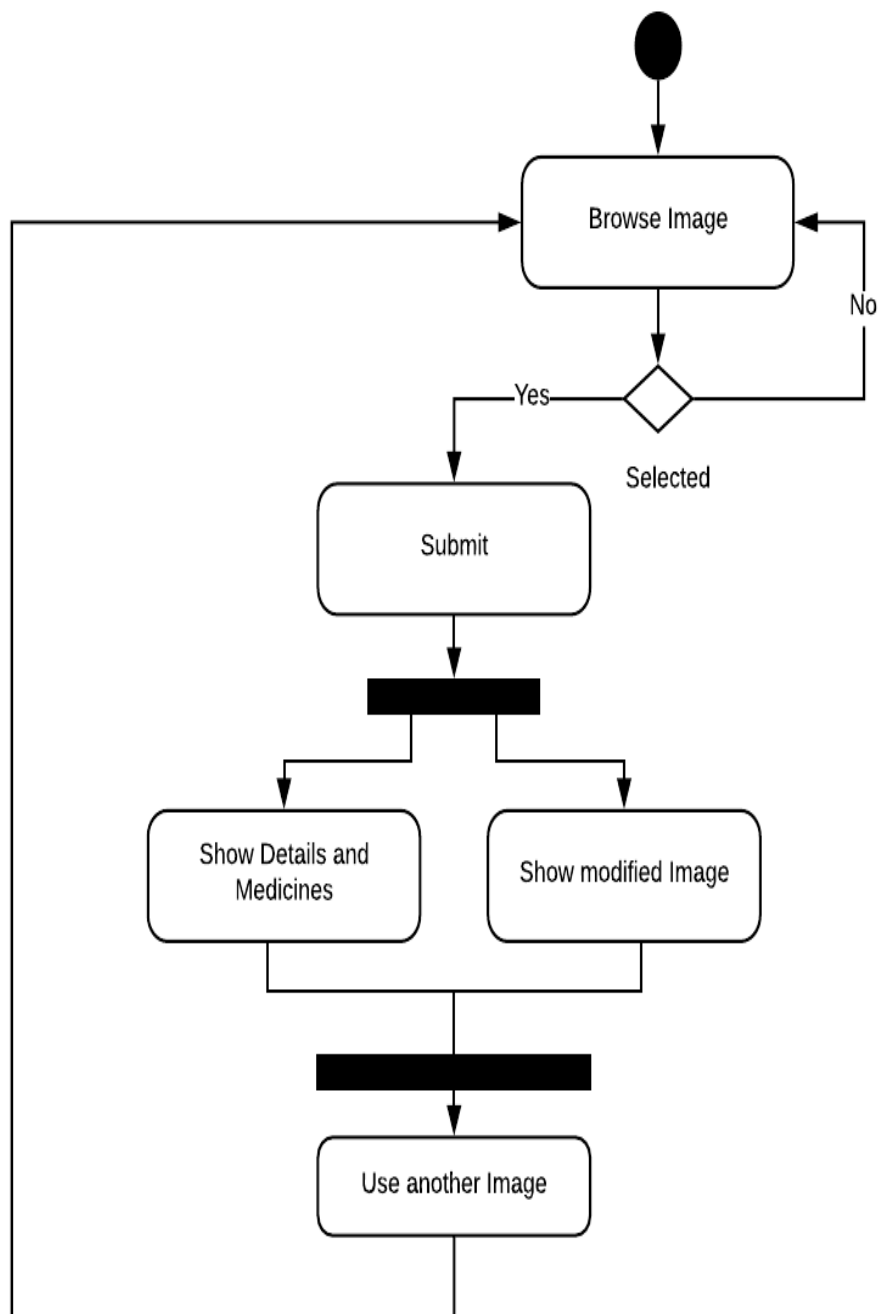 Browse Image
No
Yes
Selected
Submit
Show Details and
Medicines
Show modified Image
Use another Image